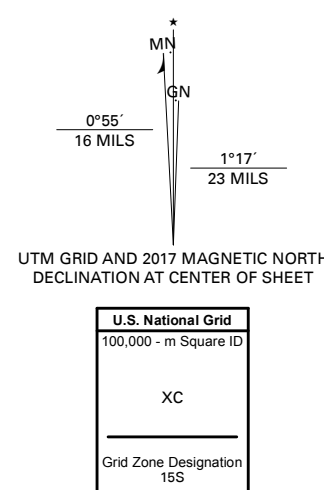 MN
GN
0°55´
16 MILS
1°17´
23 MILS
UTM GRID AND 2017 MAGNETIC NORTH
DECLINATION AT CENTER OF SHEET
U.S. National Grid
100,000 - m Square ID
XC
Grid Zone Designation
15S